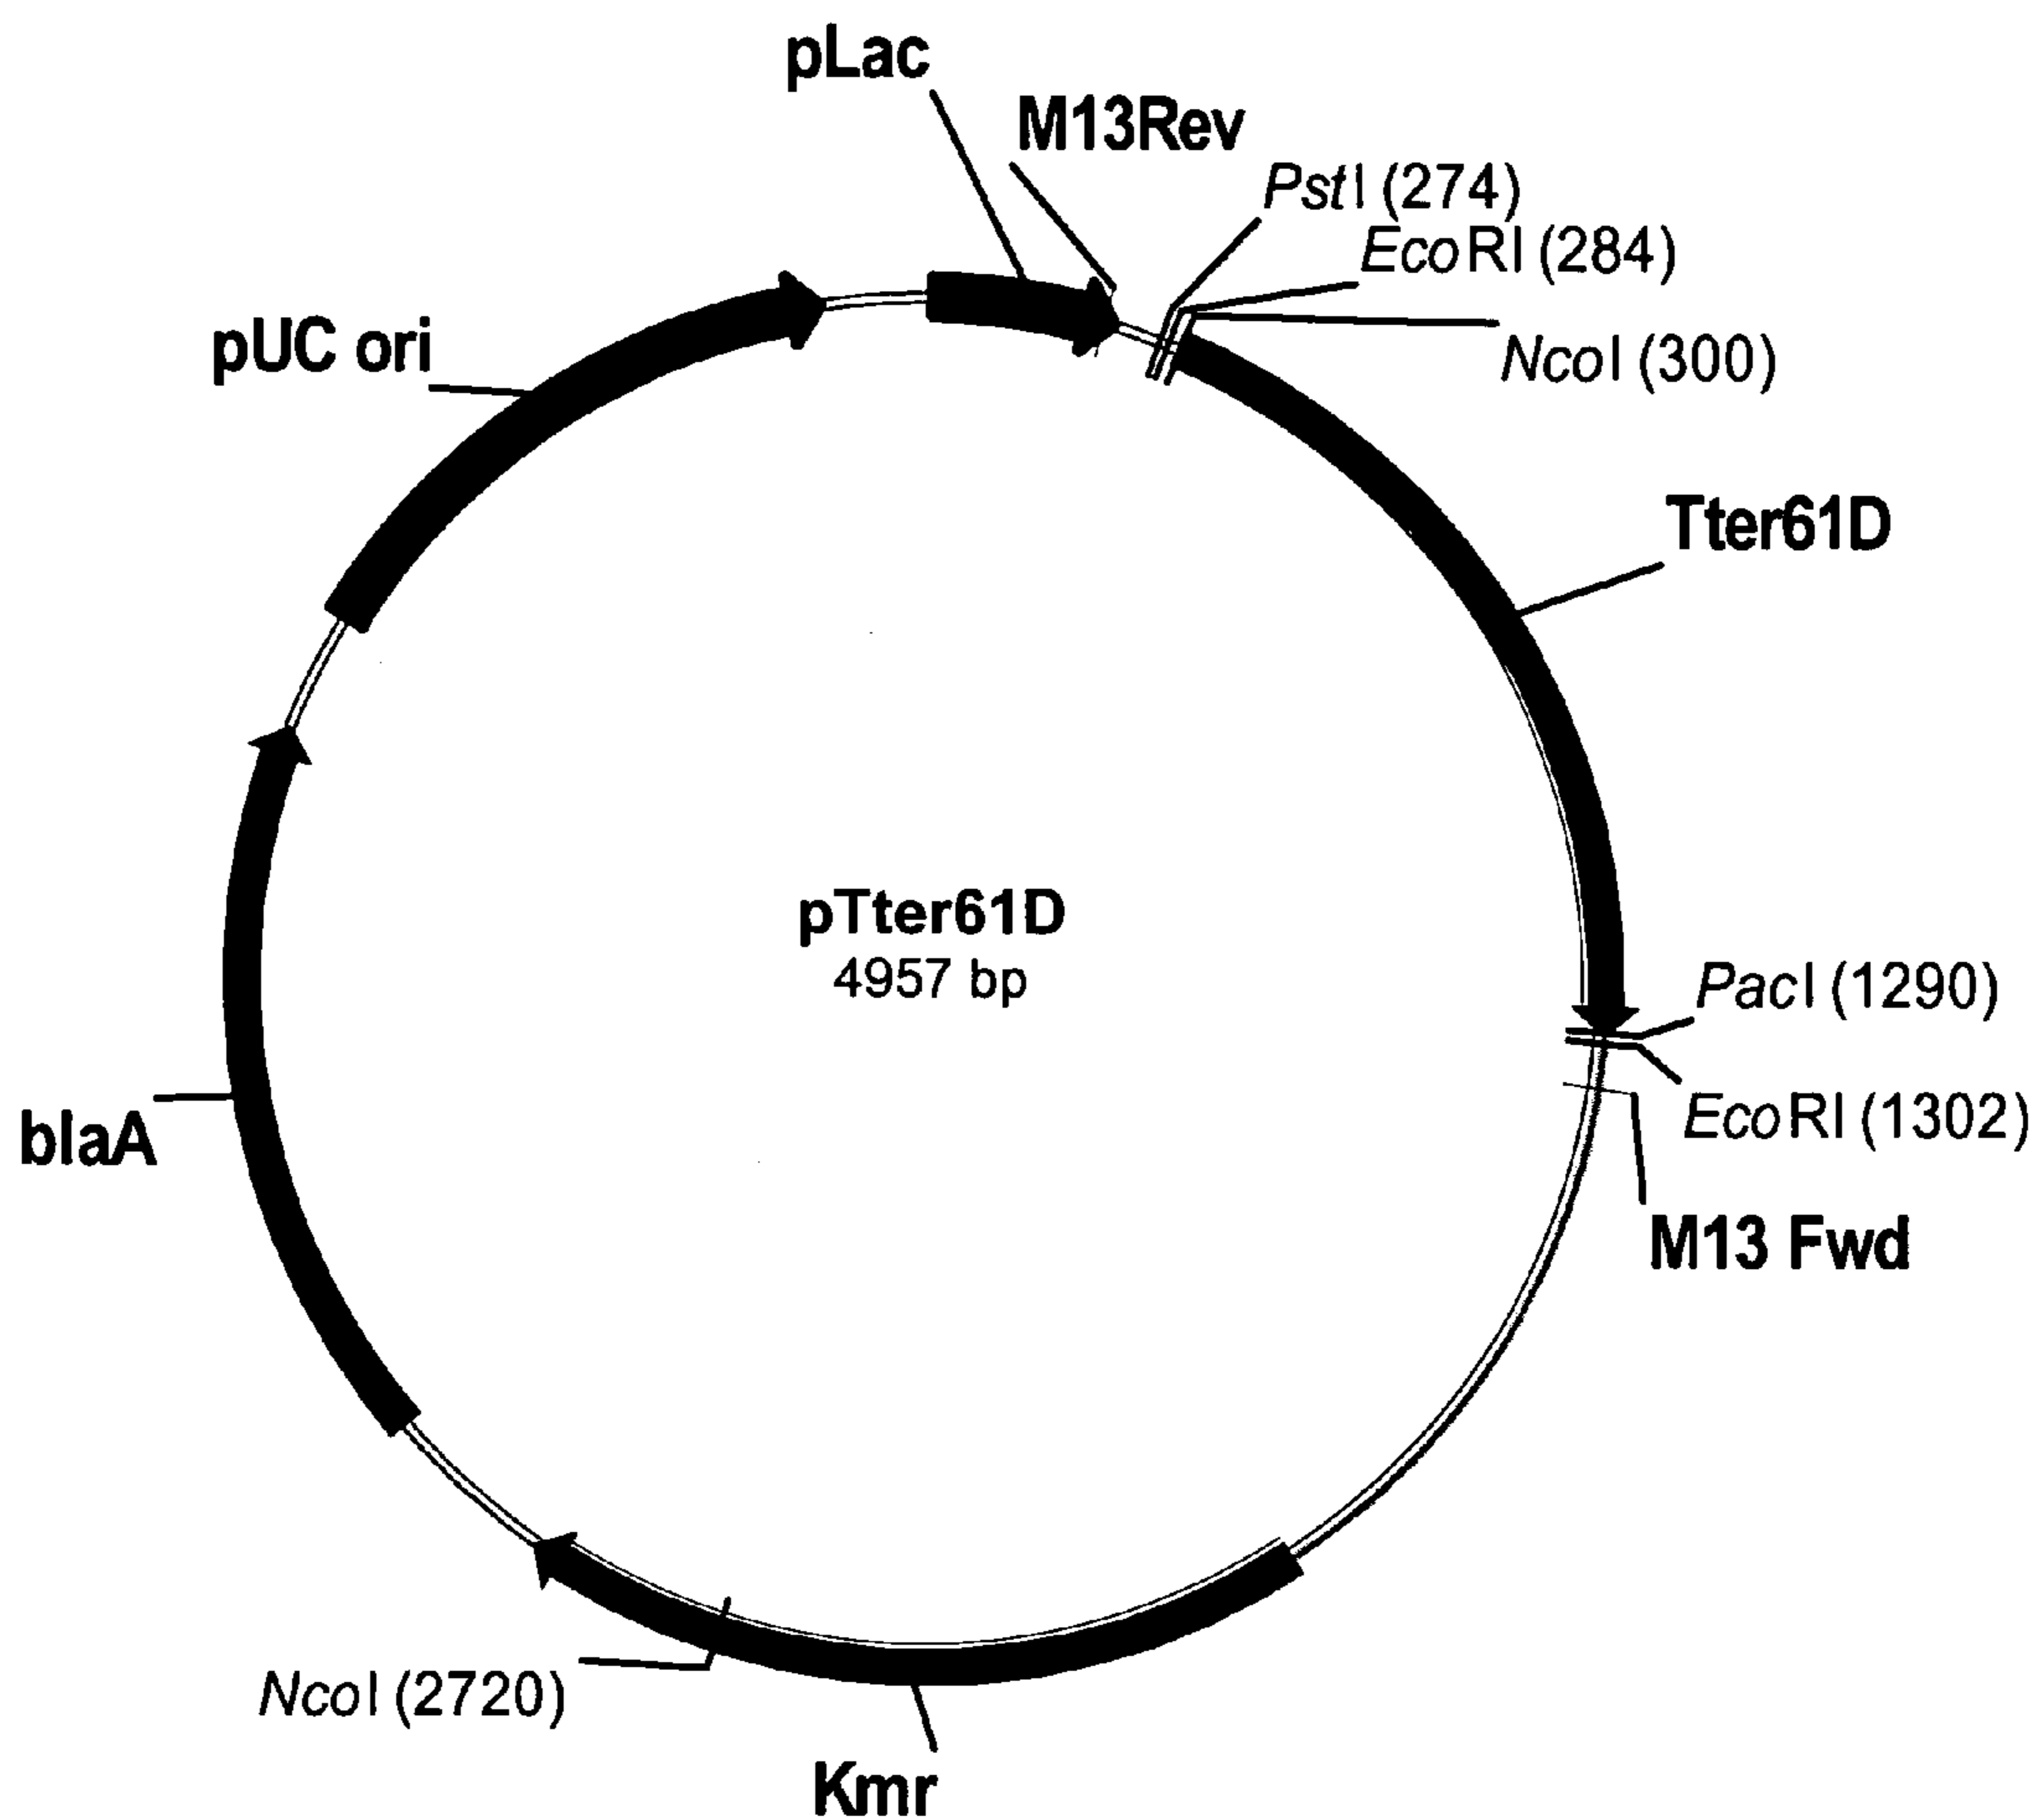 pLac
M13Rev
PstI (274)
EcoRI (284)
NcoI (300)
pUC ori
Tter61D
pTter61D
4957 bp
PacI (1290)
EcoRI (1302)
M13 Fwd
blaA
NcoI (2720)
Kmr